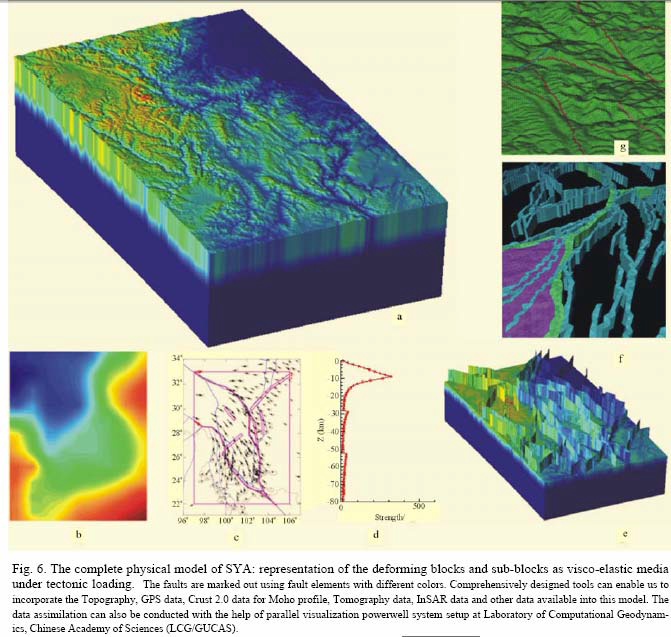 g
a
f
34°
32°
30°
28°
26°
24°
22°
96° 98° 100° 102° 104° 106°
0
-10
-20
-30
-40
-50
-60
-70
-80
Z (km)
0 500
Strength/
b
c
d
e
Fig. 6. The complete physical model of SYA: representation of the deforming blocks and sub-blocks as visco-elastic media
under tectonic loading. The faults are marked out using fault elements with different colors. Comprehensively designed tools can enable us to
incorporate the Topography, GPS data, Crust 2.0 data for Moho profile, Tomography data, InSAR data and other data available into this model. The
data assimilation can also be conducted with the help of parallel visualization powerwell system setup at Laboratory of Computational Geodynam-
ics, Chinese Academy of Sciences (LCG/GUCAS).